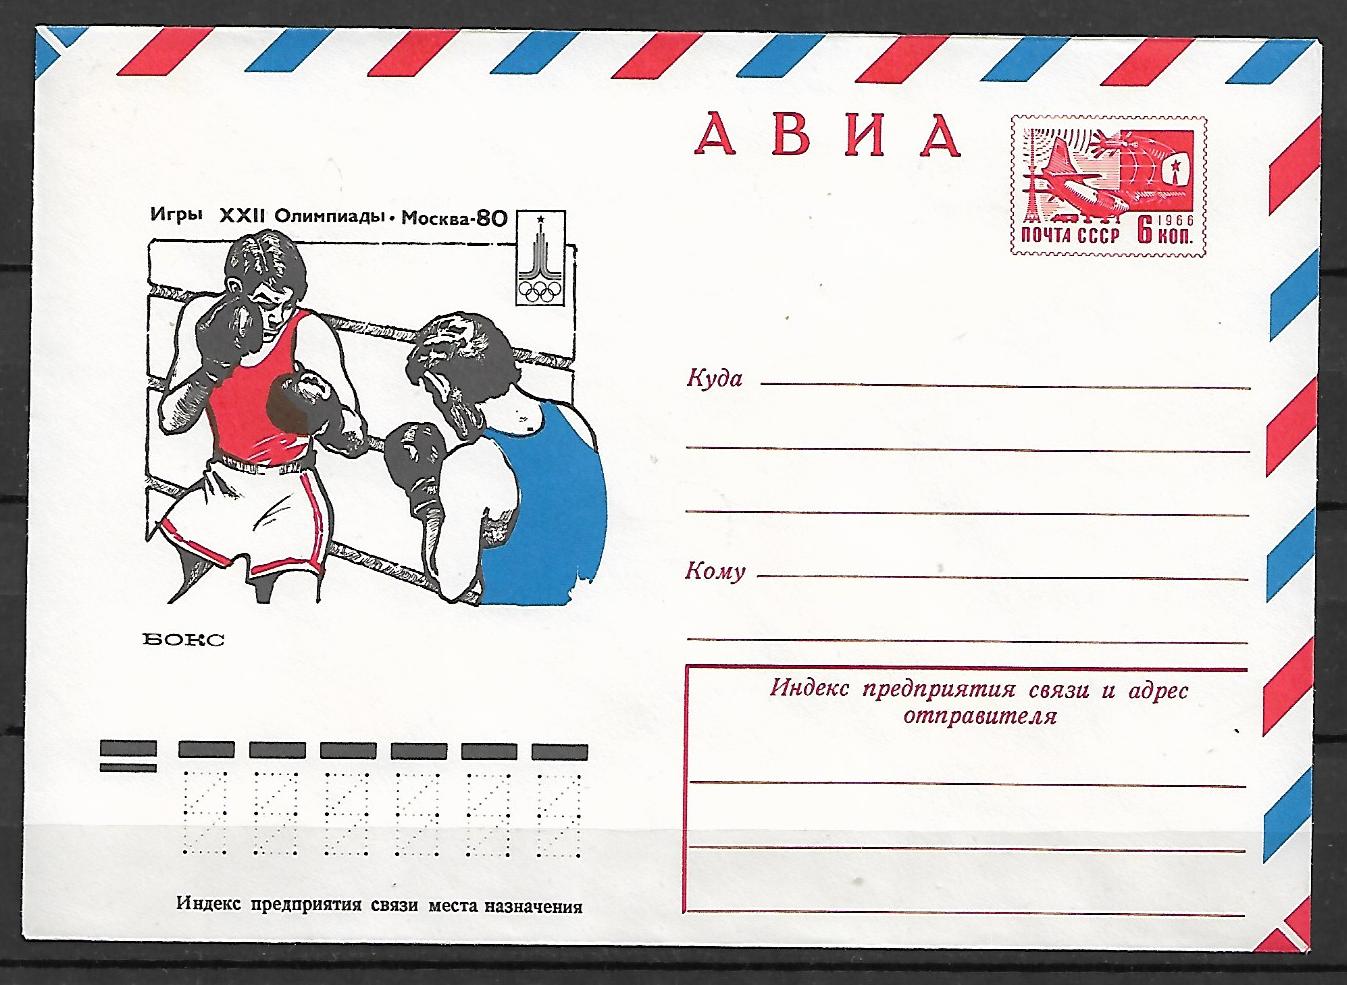 АВИА
1966
ПОЧТА СССР 6 КОП.
Игры XXII Олимпиады • Москва-80
БОКС
Куда
Кому
Индекс предприятия связи и адрес
отправителя
Индекс предприятия связи места назначения